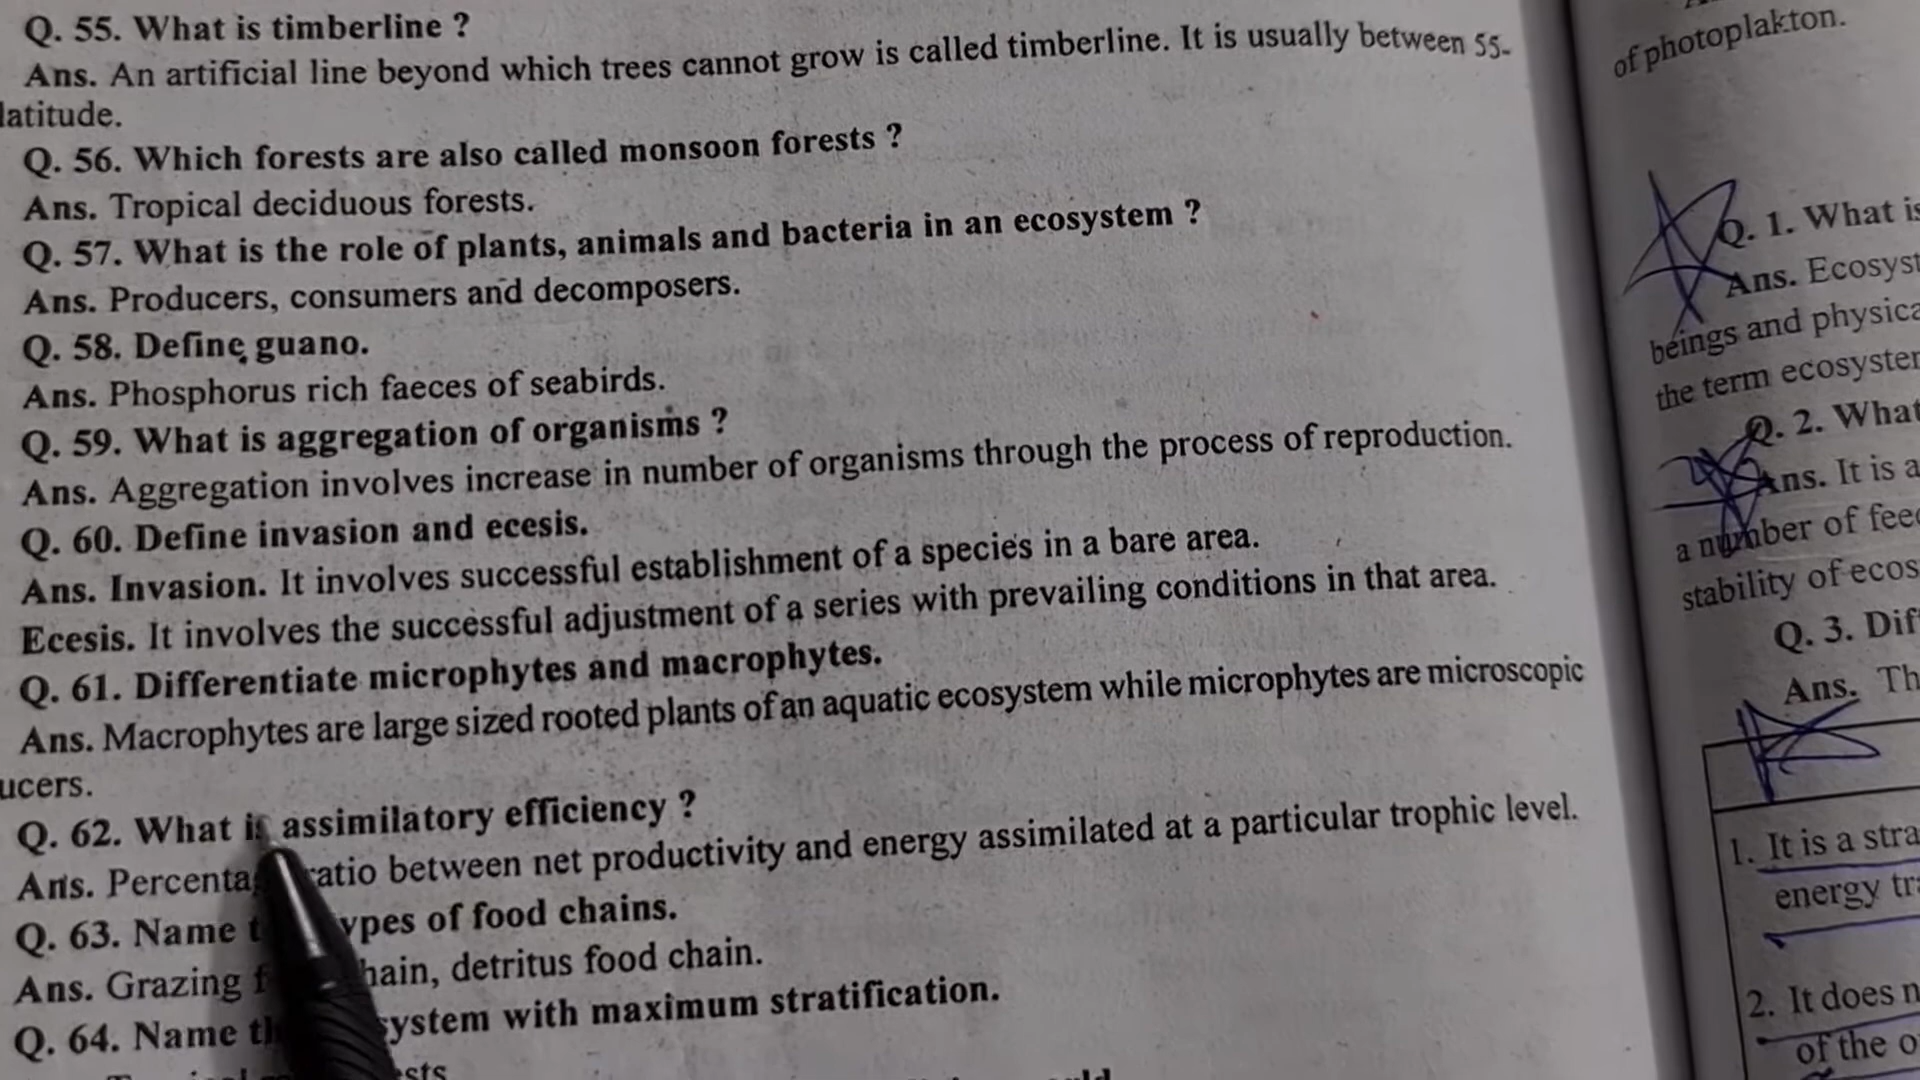 Q. 55. What is timberline ?
Ans. An artificial line beyond which trees cannot grow is called timberline. It is usually between 55-
latitude.
Q. 56. Which forests are also called monsoon forests ?
Ans. Tropical deciduous forests.
Q. 57. What is the role of plants, animals and bacteria in an ecosystem ?
Ans. Producers, consumers and decomposers.
Q. 58. Define guano.
Ans. Phosphorus rich faeces of seabirds.
Q. 59. What is aggregation of organisms ?
Ans. Aggregation involves increase in number of organisms through the process of reproduction.
Q. 60. Define invasion and ecesis.
Ans. Invasion. It involves successful establishment of a species in a bare area.
Ecesis. It involves the successful adjustment of a series with prevailing conditions in that area.
Q. 61. Differentiate microphytes and macrophytes.
Ans. Macrophytes are large sized rooted plants of an aquatic ecosystem while microphytes are microscopic
ucers.
Q. 62. What is assimilatory efficiency ?
Ans. Percenta ratio between net productivity and energy assimilated at a particular trophic level.
Q. 63. Name ypes of food chains.
Ans. Grazing hain, detritus food chain.
Q. 64. Name system with maximum stratification.
of photoplakton.
Q. 1. What is
Ans. Ecosyst
beings and physica
the term ecosyster
Q. 2. What
Ans. It is a
a number of feed
stability of ecos
Q. 3. Dif
Ans. Th
1. It is a stra
energy tra
2. It does n
of the o